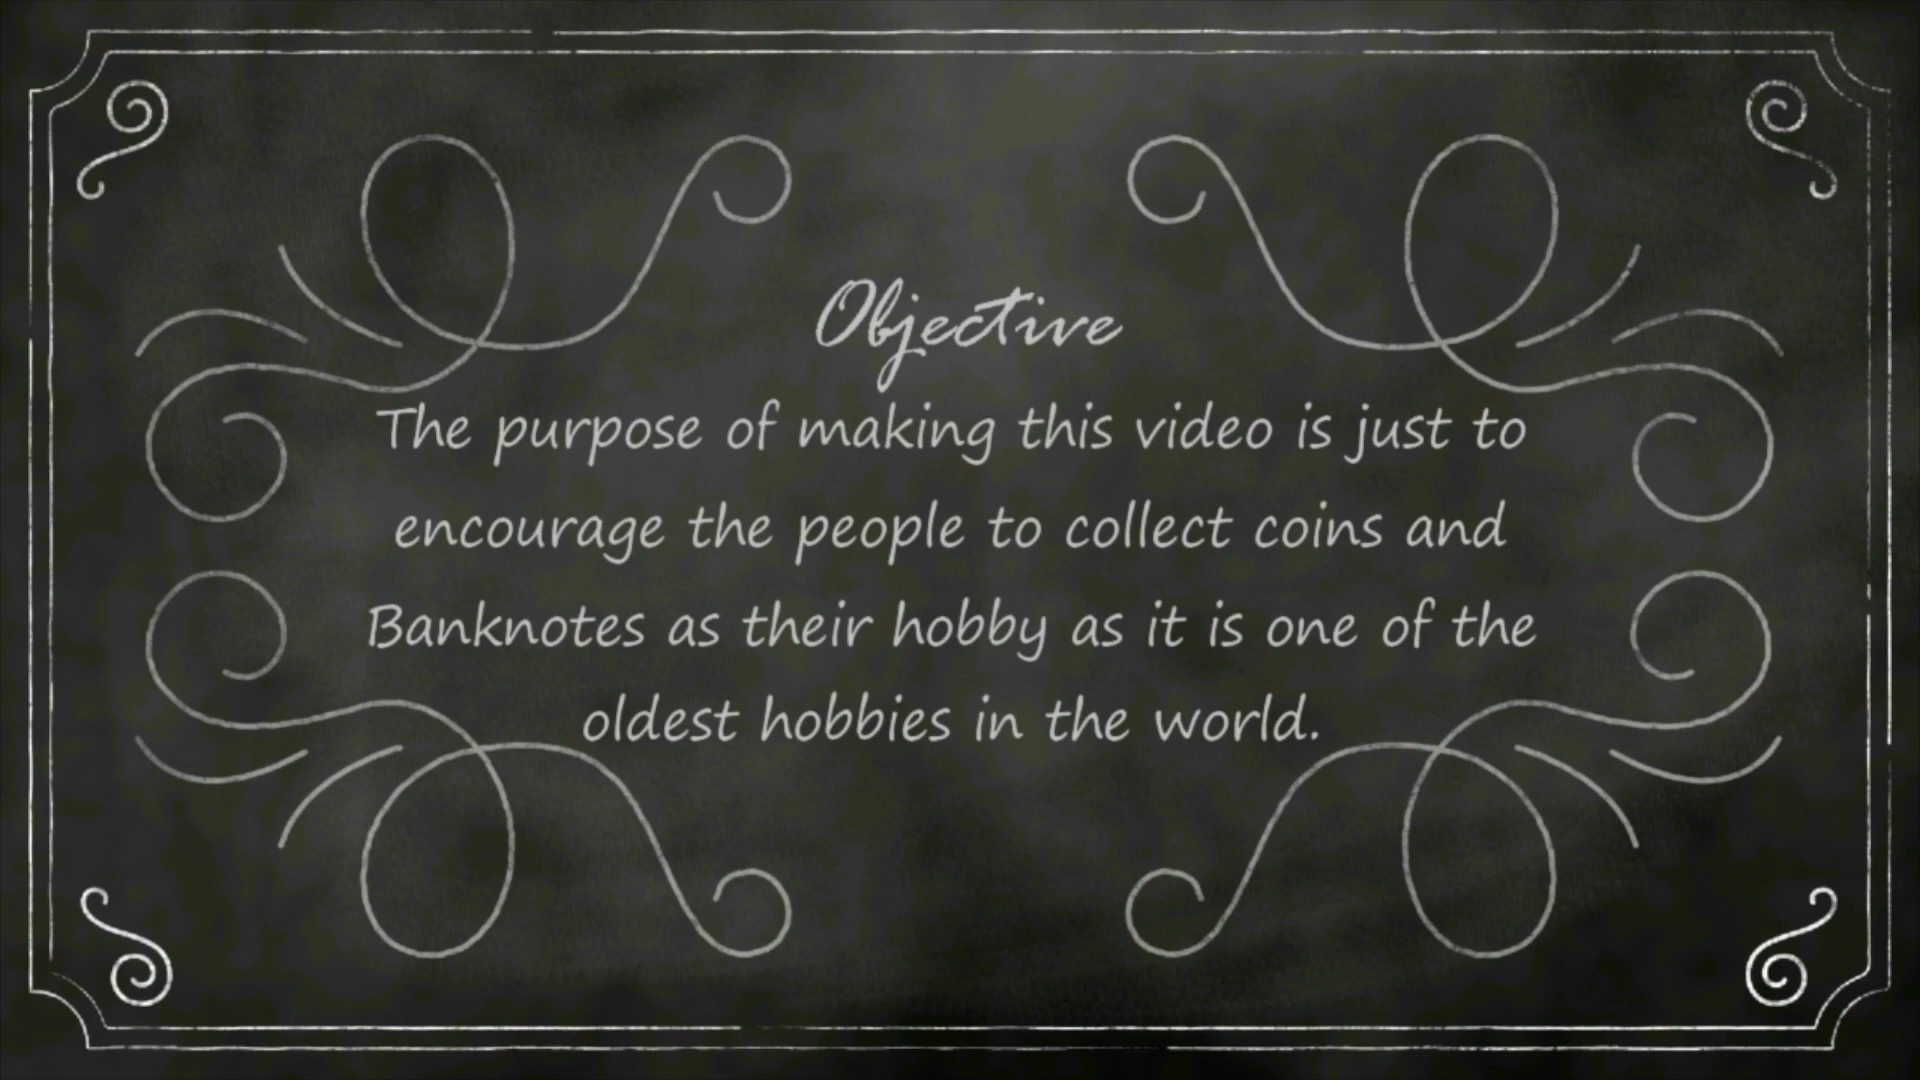 Objective
The purpose of making this video is just to
encourage the people to collect coins and
Banknotes as their hobby as it is one of the
oldest hobbies in the world.